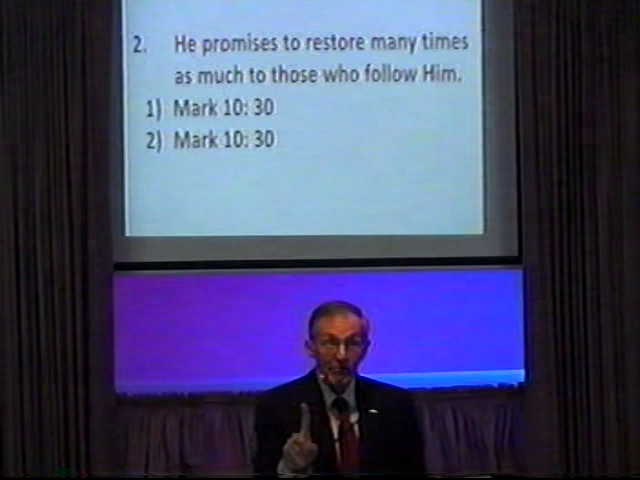 2. He promises to restore many times
as much to those who follow Him.
1) Mark 10: 30
2) Mark 10: 30